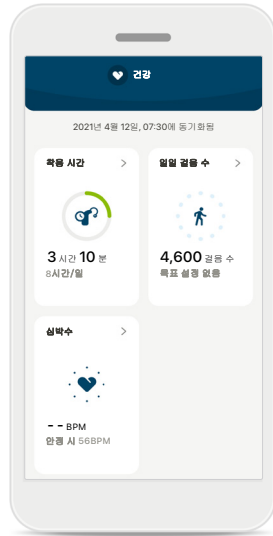 건강
2021년 4월 12일, 07:30에 동기화됨
착용 시간
일일 걸음 수
3 시간 10 분
8시간/일
4,600 걸음 수
목표 설정 없음
심박수
-- BPM
안정 시 56BPM